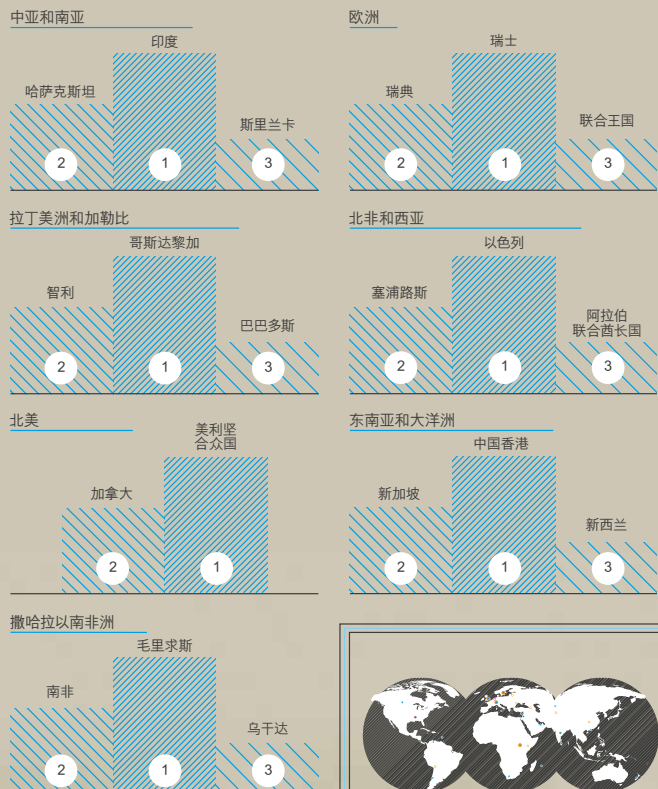 中亚和南亚
印度
哈萨克斯坦
斯里兰卡
2
1
3
欧洲
瑞士
瑞典
联合王国
2
1
3
拉丁美洲和加勒比
哥斯达黎加
智利
巴巴多斯
2
1
3
北非和西亚
以色列
塞浦路斯
阿拉伯
联合酋长国
2
1
3
北美
美利坚
合众国
加拿大
2
1
东南亚和大洋洲
中国香港
新加坡
新西兰
2
1
3
撒哈拉以南非洲
毛里求斯
南非
乌干达
2
1
3